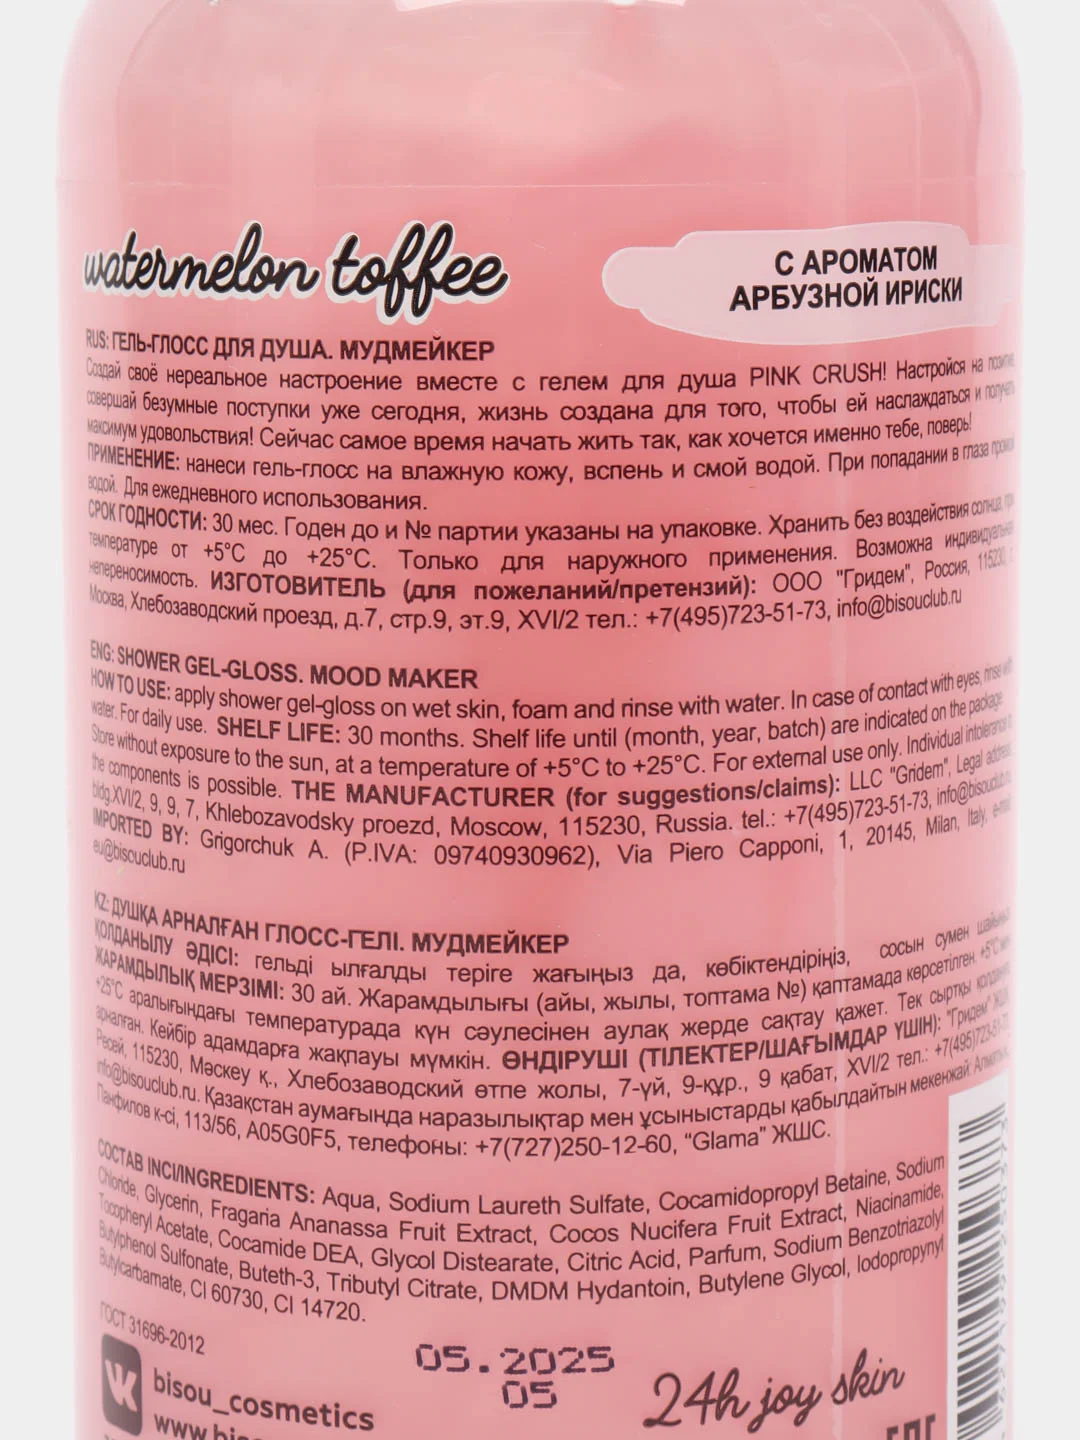 watermelon toffee
С АРОМАТОМ
АРБУЗНОЙ ИРИСКИ
RUS: ГЕЛЬ-ГЛОСС ДЛЯ ДУША. МУДМЕЙКЕР
Создай своё нереальное настроение вместе с гелем для душа PINK CRUSH! Настройся на позитив,
совершай безумные поступки уже сегодня, жизнь создана для того, чтобы ей наслаждаться и получать
максимум удовольствия! Сейчас самое время начать жить так, как хочется именно тебе, поверь!
ПРИМЕНЕНИЕ: нанеси гель-глосс на влажную кожу, вспень и смой водой. При попадании в глаза промой
водой. Для ежедневного использования.
СРОК ГОДНОСТИ: 30 мес. Годен до и № партии указаны на упаковке. Хранить без воздействия солнца, при
температуре от +5°С до +25°С. Только для наружного применения. Возможна индивидуальная
непереносимость. ИЗГОТОВИТЕЛЬ (для пожеланий/претензий): ООО "Гридем", Россия, 115230, г.
Москва, Хлебозаводский проезд, д.7, стр.9, эт.9, XVI/2 тел.: +7(495)723-51-73, info@bisouclub.ru
ENG: SHOWER GEL-GLOSS. MOOD MAKER
HOW TO USE: apply shower gel-gloss on wet skin, foam and rinse with water. In case of contact with eyes, rinse with
water. For daily use. SHELF LIFE: 30 months. Shelf life until (month, year, batch) are indicated on the package.
Store without exposure to the sun, at a temperature of +5°C to +25°C. For external use only. Individual intolerance to
the components is possible. THE MANUFACTURER (for suggestions/claims): LLC "Gridem", Legal address:
bldg.XVI/2, 9, 9, 7, Khlebozavodsky proezd, Moscow, 115230, Russia. tel.: +7(495)723-51-73, info@bisouclub.ru
IMPORTED BY: Grigorchuk A. (P.IVA: 09740930962), Via Piero Capponi, 1, 20145, Milan, Italy, e-mail:
eu@bisouclub.ru
KZ: ДУШҚА АРНАЛҒАН ГЛОСС-ГЕЛІ. МУДМЕЙКЕР
ҚОЛДАНЫЛУ ӘДІСІ: гельді ылғалды теріге жағыңыз да, көбіктендіріңіз, сосын сумен шайыңыз
ЖАРАМДЫЛЫҚ МЕРЗІМІ: 30 ай. Жарамдылығы (айы, жылы, топтама №) қаптамада көрсетілген. +5°С мен
+25°С аралығындағы температурада күн сәулесінен аулақ жерде сақтау қажет. Тек сыртқы қолдануға
арналған. Кейбір адамдарға жақпауы мүмкін. ӨНДІРУШІ (ТІЛЕКТЕР/ШАҒЫМДАР ҮШІН): "Гридем" ЖШҚ,
Ресей, 115230, Мәскеу қ., Хлебозаводский өтпе жолы, 7-үй, 9-құр., 9 қабат, XVI/2 тел.: +7(495)723-51-73,
info@bisouclub.ru. Қазақстан аумағында наразылықтар мен ұсыныстарды қабылдайтын мекенжай: Алматы қ.,
Панфилов к-сі, 113/56, A05G0F5, телефоны: +7(727)250-12-60, "Glama" ЖШС.
СОСТАВ INCI/INGREDIENTS: Aqua, Sodium Laureth Sulfate, Cocamidopropyl Betaine, Sodium
Chloride, Glycerin, Fragaria Ananassa Fruit Extract, Cocos Nucifera Fruit Extract, Niacinamide,
Tocopheryl Acetate, Cocamide DEA, Glycol Distearate, Citric Acid, Parfum, Sodium Benzotriazolyl
Butylphenol Sulfonate, Buteth-3, Tributyl Citrate, DMDM Hydantoin, Butylene Glycol, Iodopropynyl
Butylcarbamate, CI 60730, CI 14720.
ГОСТ 31696-2012
05.2025
05
bisou_cosmetics
24h joy skin